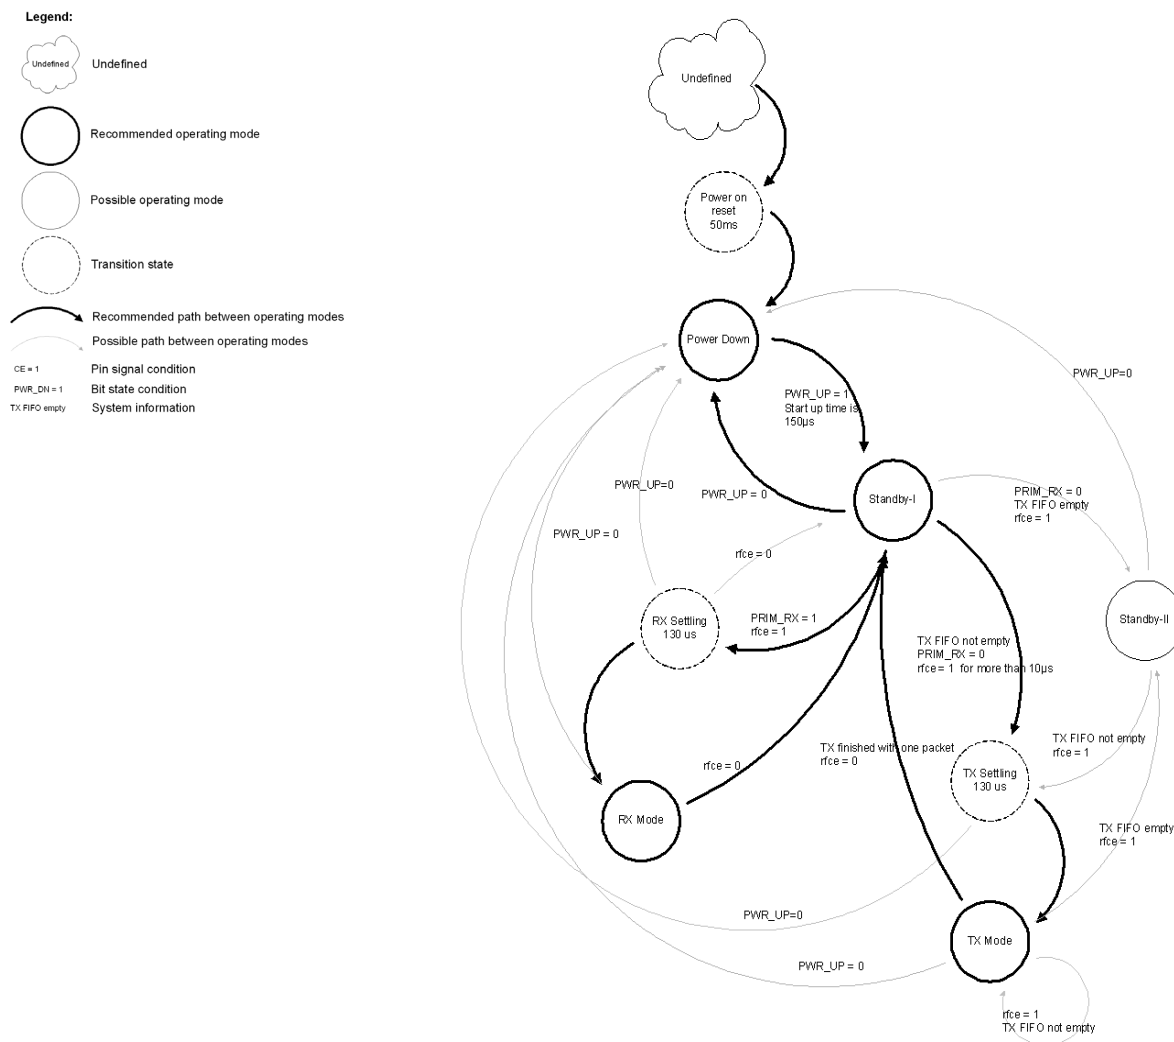 Legend:
Undefined
Undefined
Recommended operating mode
Possible operating mode
Transition state
Recommended path between operating modes
Possible path between operating modes
CE = 1
Pin signal condition
PWR_DN = 1
Bit state condition
TX FIFO empty
System information
Undefined
Power on
reset
50ms
Power Down
PWR_UP=0
PWR_UP = 1
Start up time is
150µs
PWR_UP=0
PWR_UP = 0
Standby-I
PRIM_RX = 0
TX FIFO empty
rfce = 1
PWR_UP = 0
rfce = 0
RX Settling
130 us
PRIM_RX = 1
rfce = 1
Standby-II
TX FIFO not empty
PRIM_RX = 0
rfce = 1 for more than 10µs
TX finished with one packet
rfce = 0
TX FIFO not empty
rfce = 1
rfce = 0
TX Settling
130 us
RX Mode
TX FIFO empty
rfce = 1
PWR_UP=0
TX Mode
PWR_UP = 0
rfce = 1
TX FIFO not empty